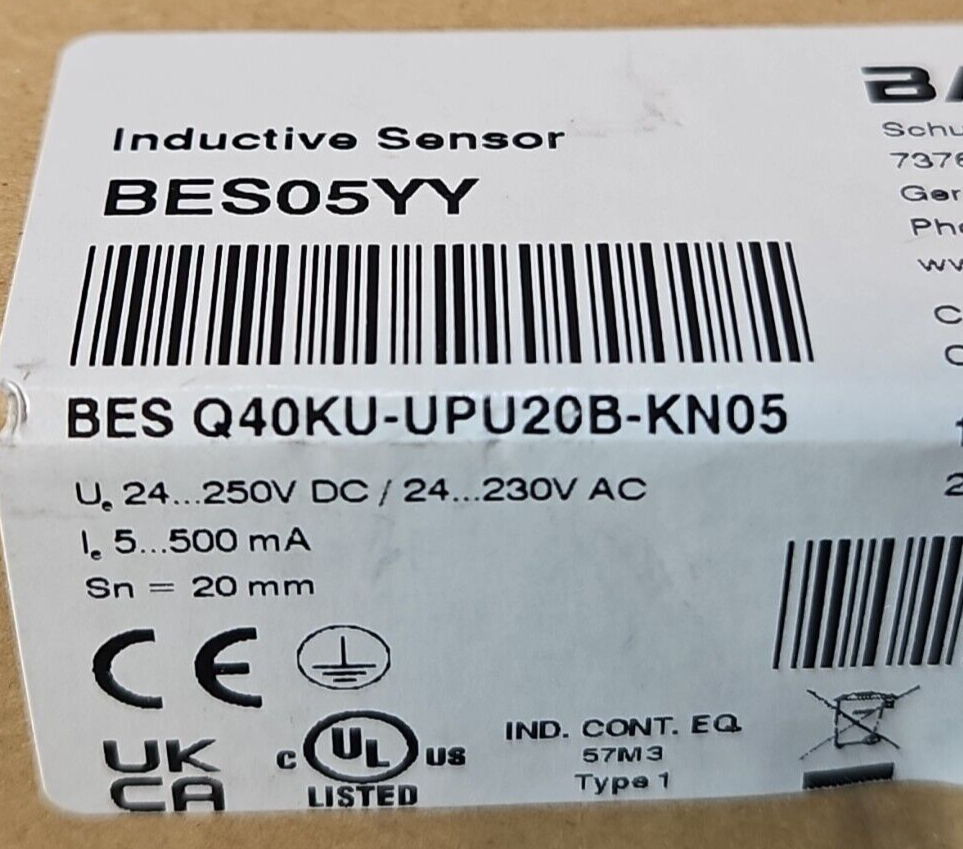 Inductive Sensor
BES05YY
BES Q40KU-UPU20B-KN05
Ue 24...250V DC / 24...230V AC
Ie 5...500 mA
Sn = 20 mm
CE
UK
CA
C UL US
LISTED
IND. CONT. EQ.
57M3
Type 1